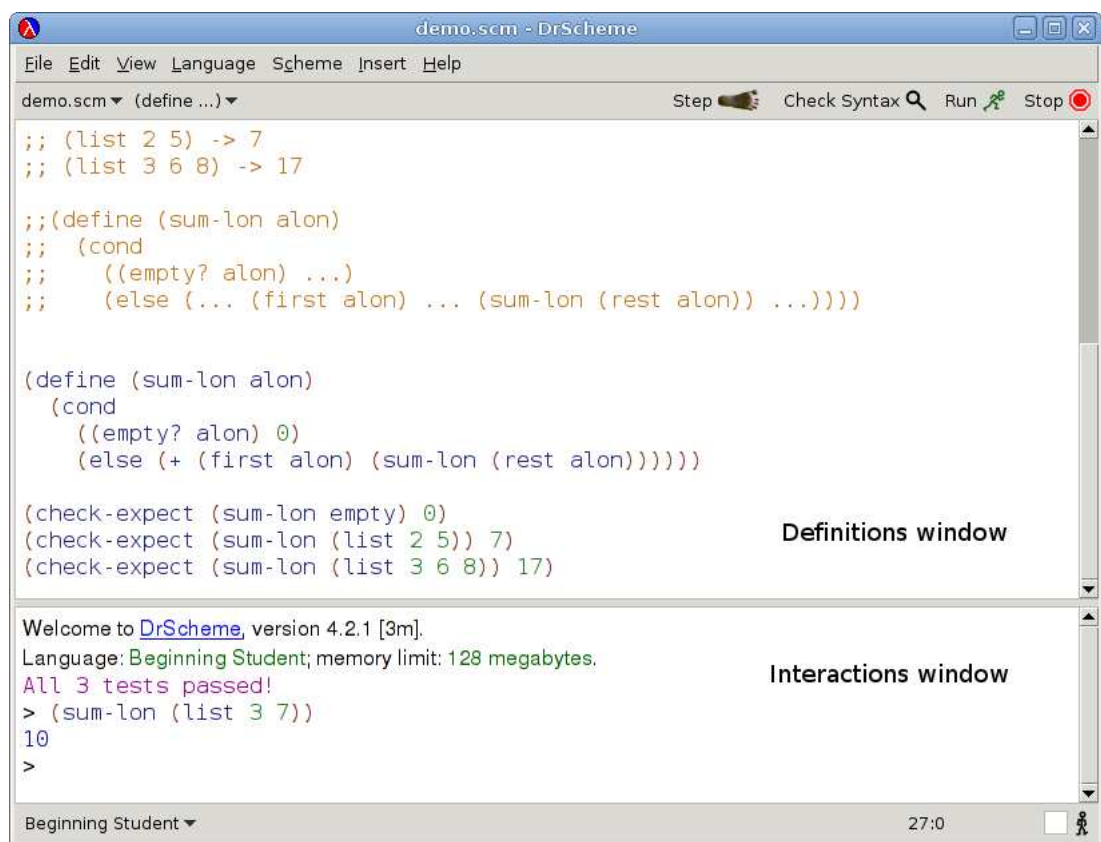 demo.scm - DrScheme
File Edit View Language Scheme Insert Help
demo.scm (define ...) Step Check Syntax Run Stop
;; (list 2 5) -> 7
;; (list 3 6 8) -> 17
;;(define (sum-lon alon)
;;  (cond
;;    ((empty? alon) ...)
;;    (else (... (first alon) ... (sum-lon (rest alon)) ...))))
(define (sum-lon alon)
  (cond
    ((empty? alon) 0)
    (else (+ (first alon) (sum-lon (rest alon))))))
(check-expect (sum-lon empty) 0)
(check-expect (sum-lon (list 2 5)) 7)
(check-expect (sum-lon (list 3 6 8)) 17)
Definitions window
Welcome to DrScheme, version 4.2.1 [3m].
Language: Beginning Student; memory limit: 128 megabytes.
All 3 tests passed!
> (sum-lon (list 3 7))
10
>
Interactions window
Beginning Student 27:0